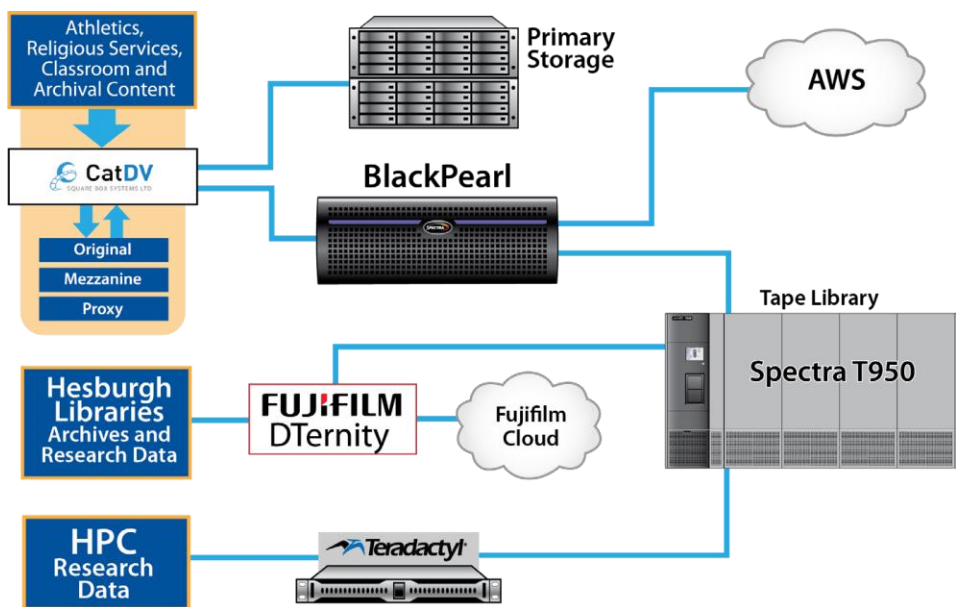 Athletics,
Religious Services,
Classroom and
Archival Content
CatDV
SQUARE BOX SYSTEMS LTD
Original
Mezzanine
Proxy
Primary
Storage
AWS
BlackPearl
SPECTRA
Tape Library
Spectra T950
Hesburgh
Libraries
Archives and
Research Data
FUJIFILM
DTernity
Fujifilm
Cloud
HPC
Research
Data
Teradactyl